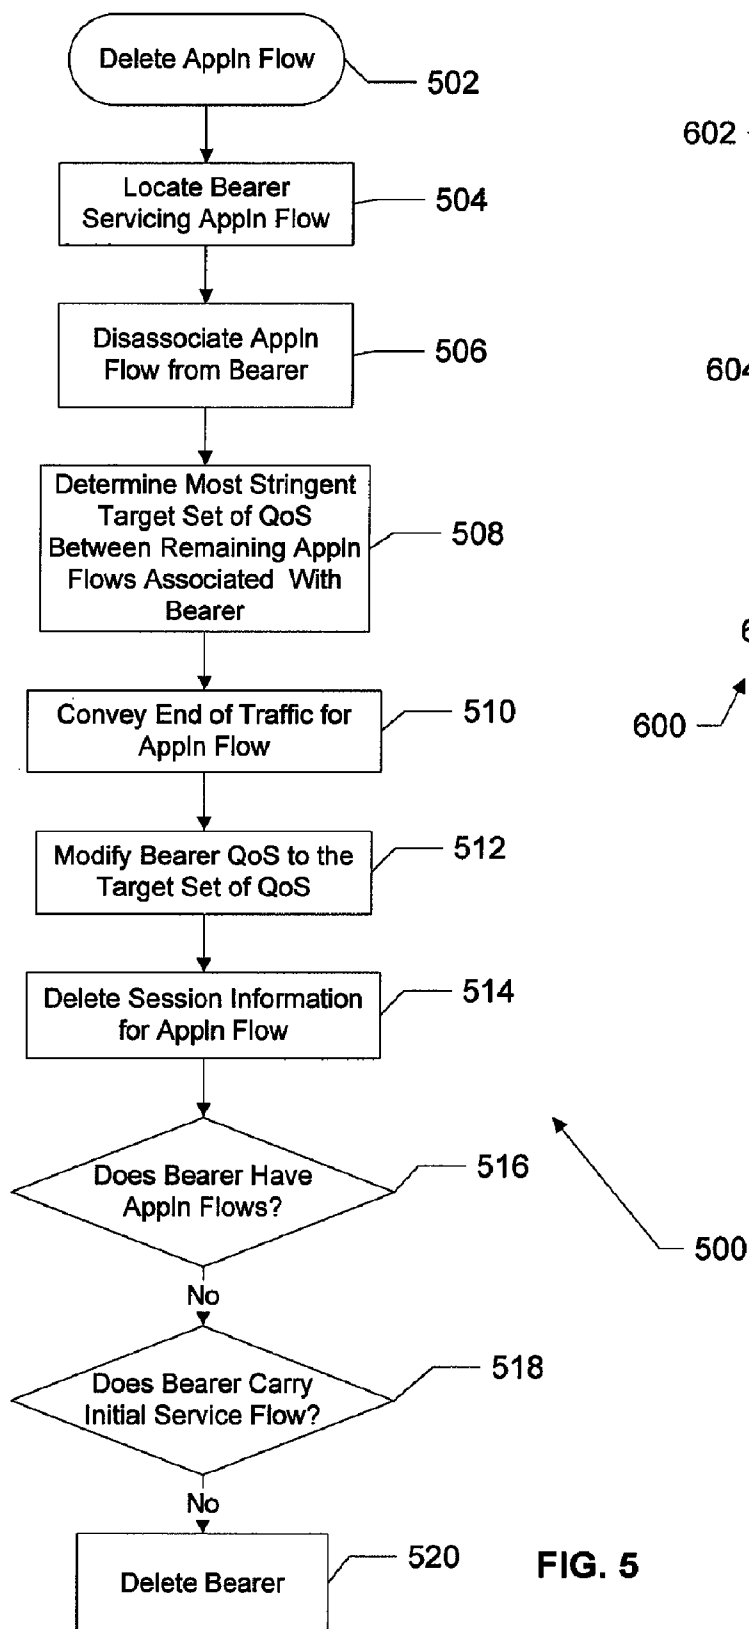 Delete Appln Flow
502
602
Locate Bearer
Servicing Appln Flow
504
Disassociate Appln
Flow from Bearer
506
604
Determine Most Stringent
Target Set of QoS
Between Remaining Appln
Flows Associated With
Bearer
508
6
Convey End of Traffic for
Appln Flow
510
600
Modify Bearer QoS to the
Target Set of QoS
512
Delete Session Information
for Appln Flow
514
Does Bearer Have
Appln Flows?
516
500
No
Does Bearer Carry
Initial Service Flow?
518
No
Delete Bearer
520
FIG. 5